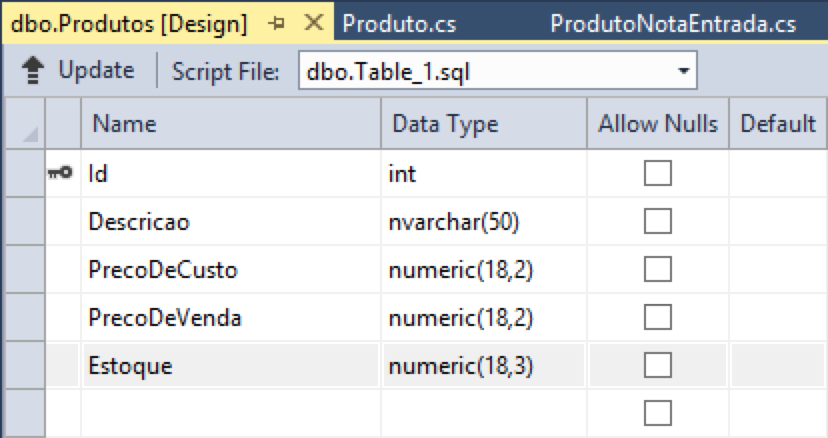 dbo.Produtos [Design] Produto.cs ProdutoNotaEntrada.cs
Update Script File: dbo.Table_1.sql
Name Data Type Allow Nulls Default
Id int
Descricao nvarchar(50)
PrecoDeCusto numeric(18,2)
PrecoDeVenda numeric(18,2)
Estoque numeric(18,3)